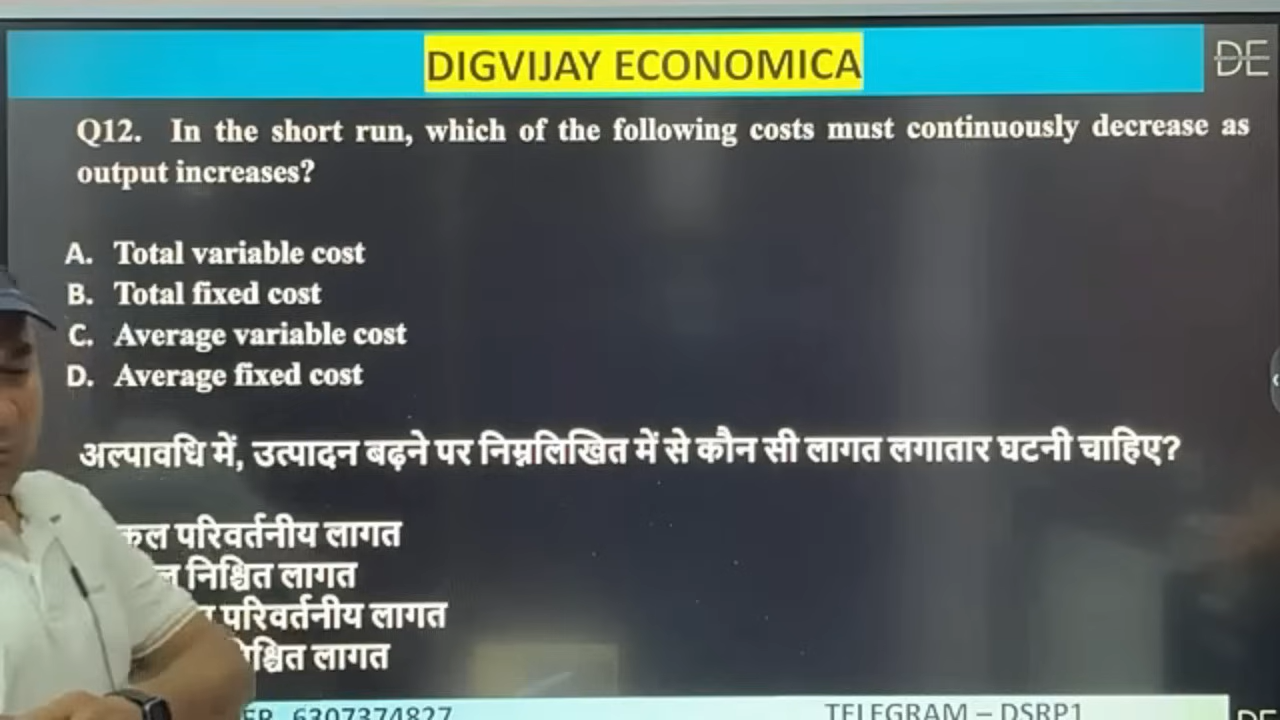 DIGVIJAY ECONOMICA
DE
Q12. In the short run, which of the following costs must continuously decrease as
output increases?
A. Total variable cost
B. Total fixed cost
C. Average variable cost
D. Average fixed cost
अल्पावधि में, उत्पादन बढ़ने पर निम्नलिखित में से कौन सी लागत लगातार घटनी चाहिए?
परिवर्तनीय लागत
निश्चित लागत
परिवर्तनीय लागत
लागत
6307374827
TELEGRAM – DSRP1
DE